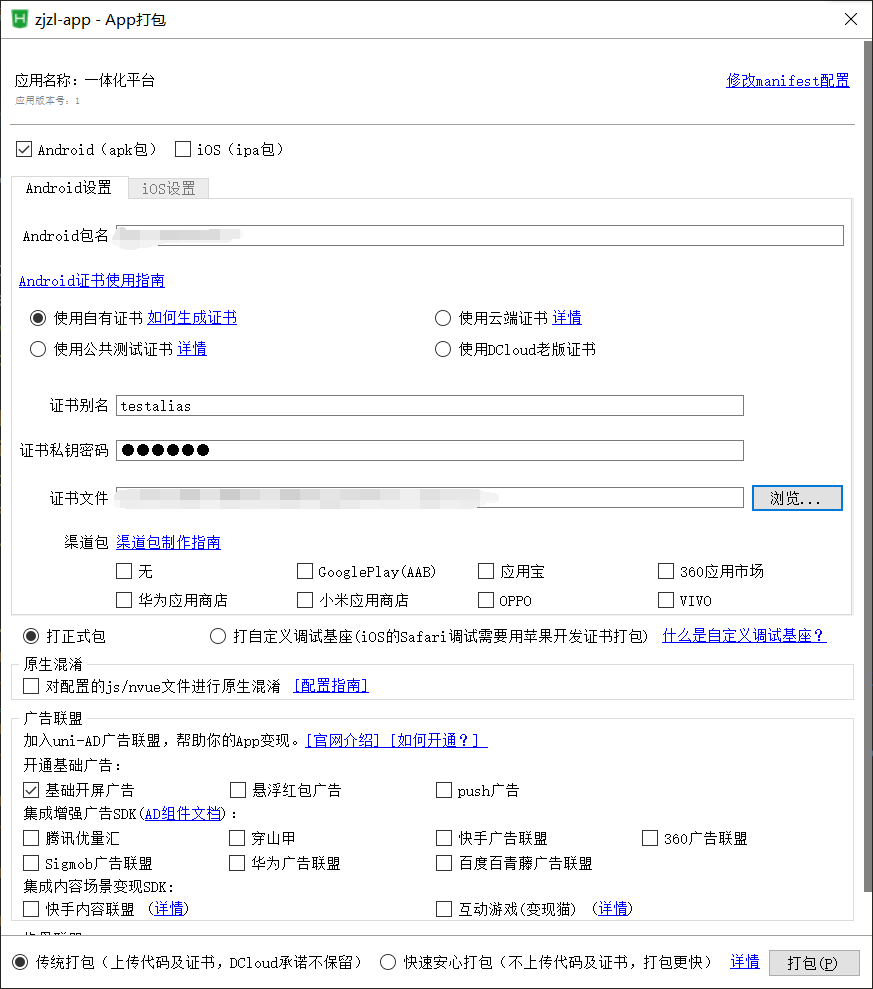 zjzl-app - App打包
应用名称：一体化平台 修改manifest配置
应用版本号：1
Android（apk包） iOS（ipa包）
Android设置 iOS设置
Android包名
Android证书使用指南
使用自有证书 如何生成证书 使用云端证书 详情
使用公共测试证书 详情 使用DCloud老版证书
证书别名 testalias
证书私钥密码 ●●●●●●
证书文件 浏览...
渠道包 渠道包制作指南
无 GooglePlay(AAB) 应用宝 360应用市场
华为应用商店 小米应用商店 OPPO VIVO
打正式包 打自定义调试基座(iOS的Safari调试需要用苹果开发证书打包) 什么是自定义调试基座？
原生混淆
对配置的js/nvue文件进行原生混淆 [配置指南]
广告联盟
加入uni-AD广告联盟，帮助你的App变现。[官网介绍] [如何开通？]
开通基础广告：
基础开屏广告 悬浮红包广告 push广告
集成增强广告SDK(AD组件文档)：
腾讯优量汇 穿山甲 快手广告联盟 360广告联盟
Sigmob广告联盟 华为广告联盟 百度百青藤广告联盟
集成内容场景变现SDK：
快手内容联盟 （详情） 互动游戏(变现猫) （详情）
传统打包（上传代码及证书，DCloud承诺不保留） 快速安心打包（不上传代码及证书，打包更快） 详情 打包(P)